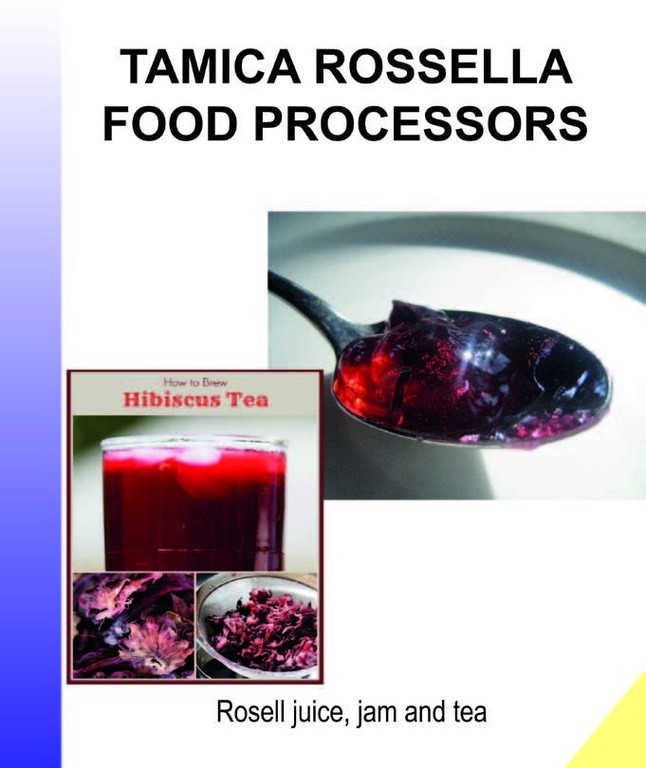 TAMICA ROSSELLA
FOOD PROCESSORS
How to Brew
Hibiscus Tea
Rosell juice, jam and tea